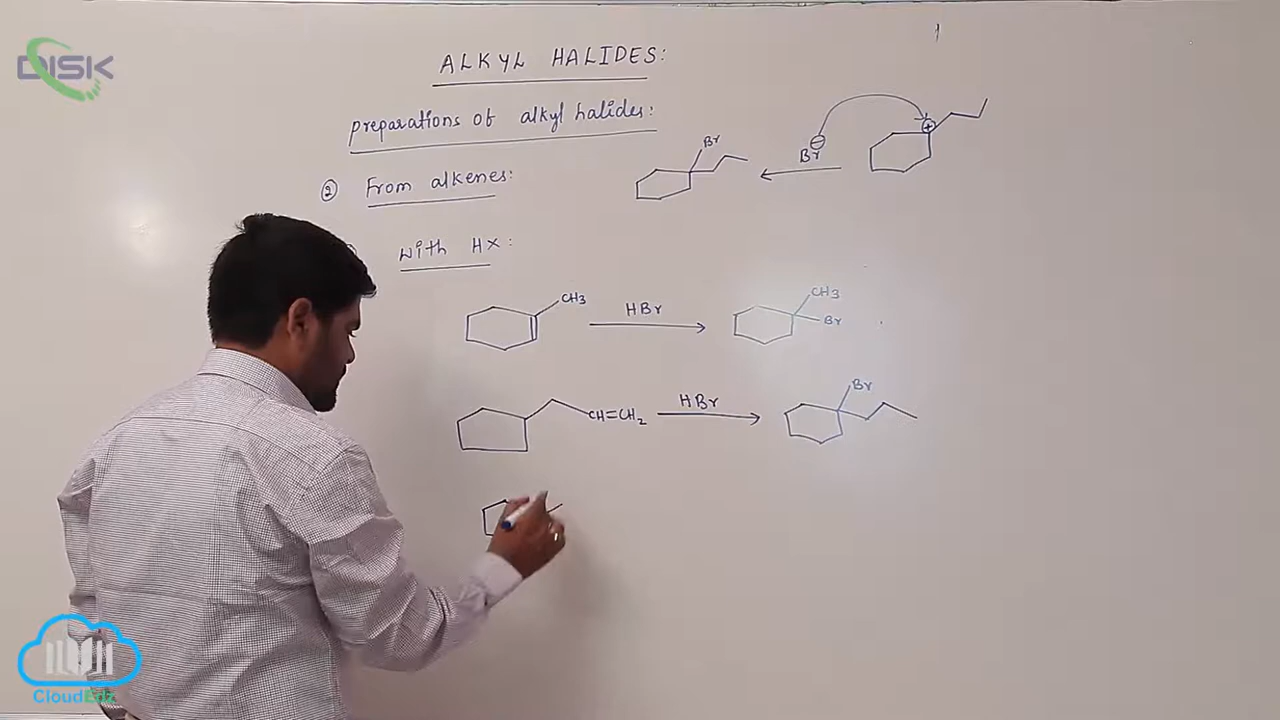 DISK
ALKYL HALIDES:
preparations of alkyl halides:
② From alkenes:
With HX:
Br
Br ⊖
⊕
CH3
HBr
CH3
Br
CH=CH2
HBr
Br
CloudEdz